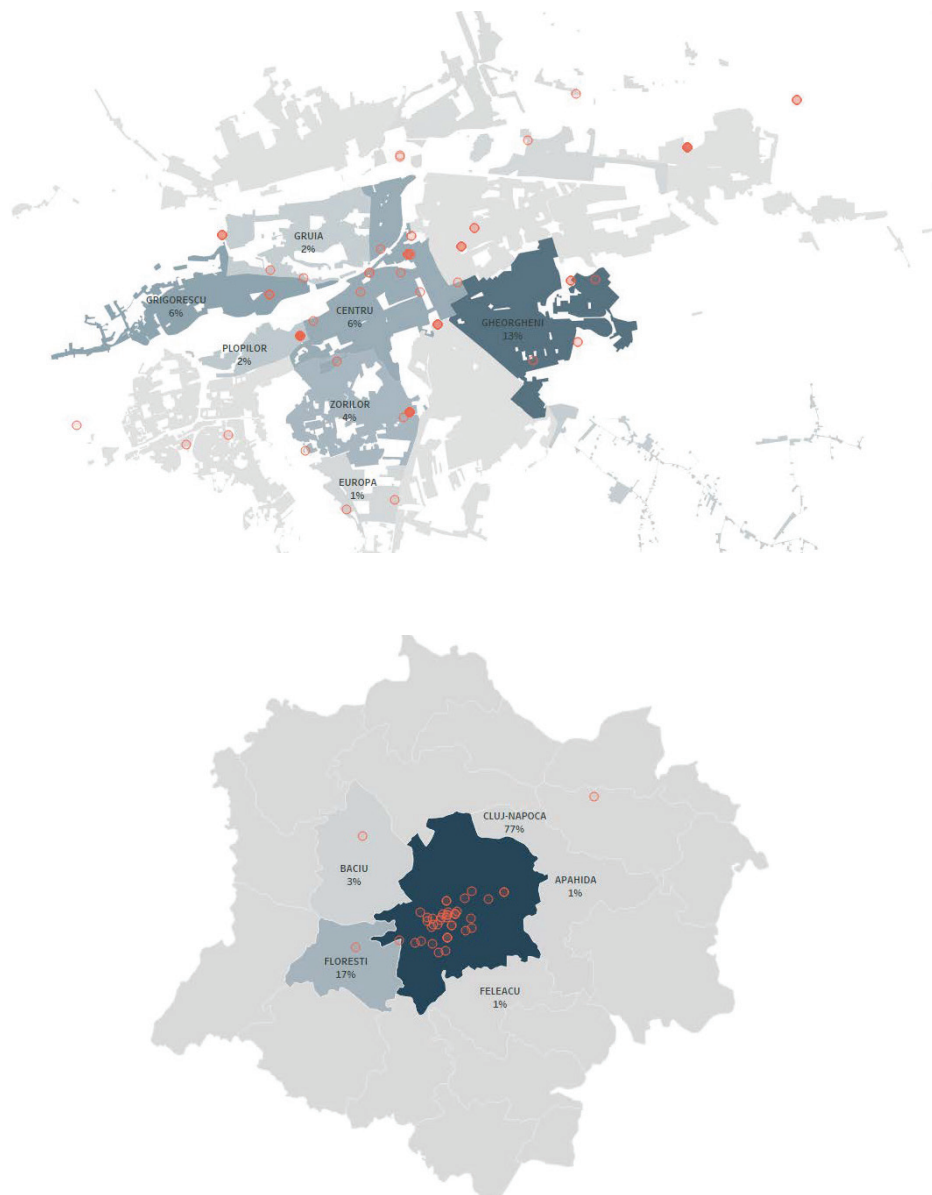 GRUIA
2%
GRIGORESCU
6%
CENTRU
6%
GHEORGHENI
13%
PLOPILOR
2%
ZORILOR
4%
EUROPA
1%
CLUJ-NAPOCA
77%
BACIU
3%
APAHIDA
1%
FLORESTI
17%
FELEACU
1%